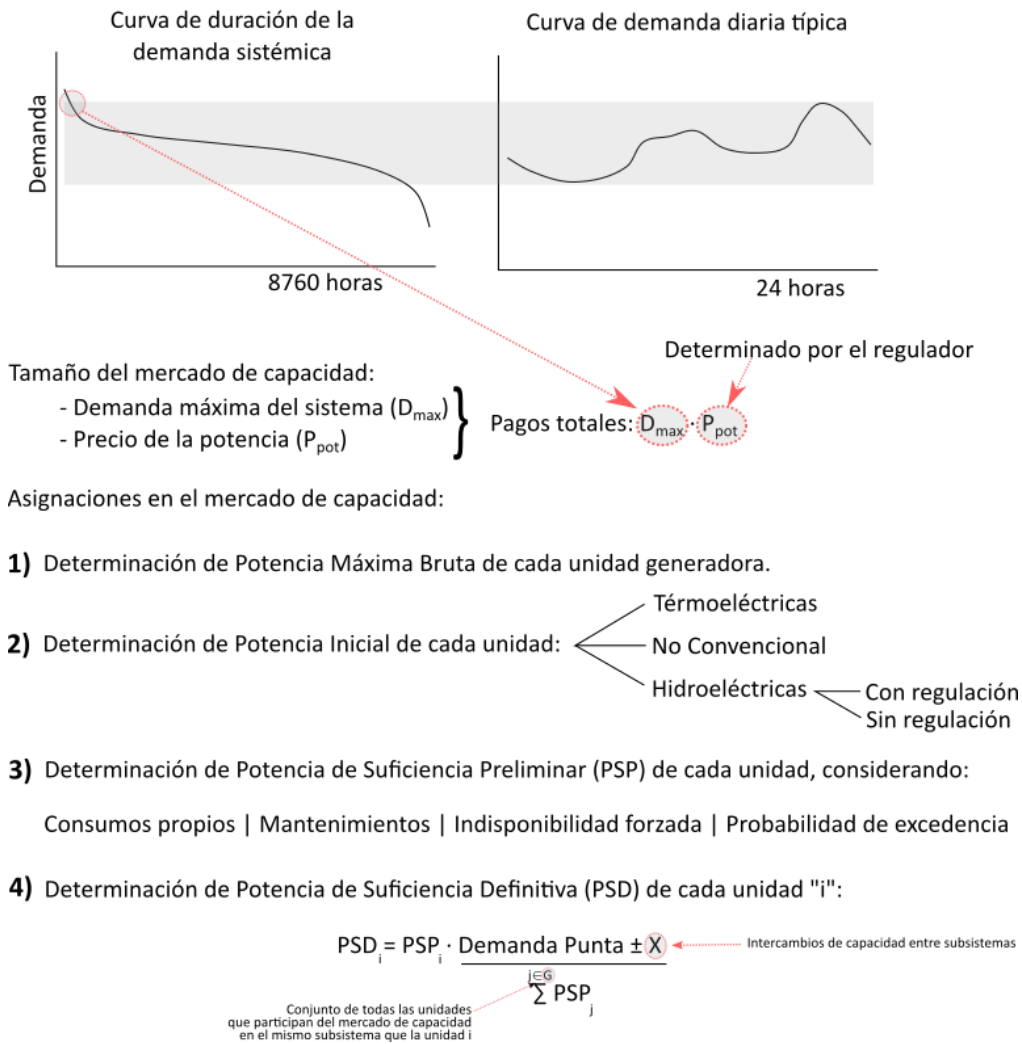 Curva de duración de la
demanda sistémica
Curva de demanda diaria típica
Demanda
8760 horas
24 horas
Determinado por el regulador
Tamaño del mercado de capacidad:
- Demanda máxima del sistema (Dmax)
- Precio de la potencia (Ppot)
} Pagos totales: Dmax · Ppot
Asignaciones en el mercado de capacidad:
1) Determinación de Potencia Máxima Bruta de cada unidad generadora.
2) Determinación de Potencia Inicial de cada unidad:
Térmoeléctricas
No Convencional
Hidroeléctricas
Con regulación
Sin regulación
3) Determinación de Potencia de Suficiencia Preliminar (PSP) de cada unidad, considerando:
Consumos propios | Mantenimientos | Indisponibilidad forzada | Probabilidad de excedencia
4) Determinación de Potencia de Suficiencia Definitiva (PSD) de cada unidad "i":
PSDi = PSPi · Demanda Punta ± X
Intercambios de capacidad entre subsistemas
j∈G
∑ PSPj
Conjunto de todas las unidades
que participan del mercado de capacidad
en el mismo subsistema que la unidad i